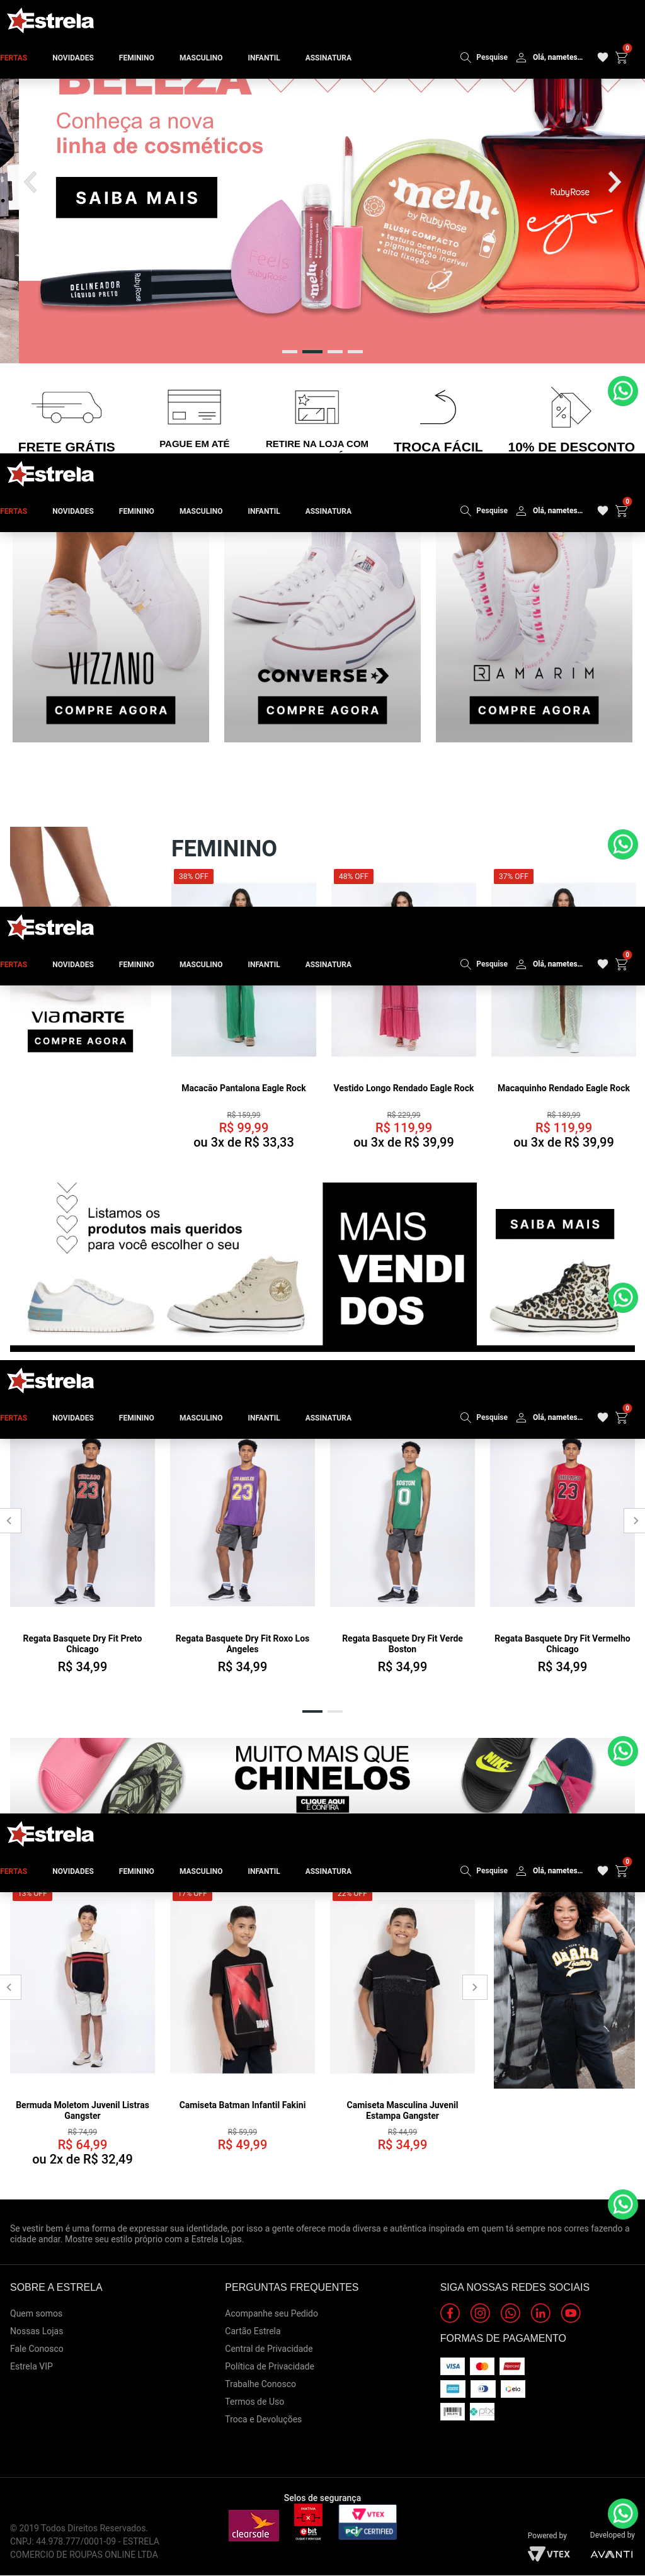 Estrela
FERTAS NOVIDADES FEMININO MASCULINO INFANTIL ASSINATURA Pesquise Olá, nametes... 0
BELEZA
Conheça a nova
linha de cosméticos
SAIBA MAIS
melu
by RubyRose
BLUSH COMPACTO
• textura acetinada
• pigmentação incrível
• alta fixação
melu
by RubyRose
Feels
RubyRose
RubyRose
ego
DELINEADOR
LÍQUIDO PRETO
RubyRose
FRETE GRÁTIS
PAGUE EM ATÉ
RETIRE NA LOJA COM
TROCA FÁCIL
10% DE DESCONTO
Estrela
FERTAS NOVIDADES FEMININO MASCULINO INFANTIL ASSINATURA Pesquise Olá, nametes... 0
VIZZANO
COMPRE AGORA
CONVERSE
COMPRE AGORA
RAMARIM
COMPRE AGORA
FEMININO
38% OFF
48% OFF
37% OFF
Estrela
FERTAS NOVIDADES FEMININO MASCULINO INFANTIL ASSINATURA Pesquise Olá, nametes... 0
VIAMARTE
COMPRE AGORA
Macacão Pantalona Eagle Rock
R$ 159,99
R$ 99,99
ou 3x de R$ 33,33
Vestido Longo Rendado Eagle Rock
R$ 229,99
R$ 119,99
ou 3x de R$ 39,99
Macaquinho Rendado Eagle Rock
R$ 189,99
R$ 119,99
ou 3x de R$ 39,99
Listamos os
produtos mais queridos
para você escolher o seu
MAIS
VENDI
DOS
SAIBA MAIS
Estrela
FERTAS NOVIDADES FEMININO MASCULINO INFANTIL ASSINATURA Pesquise Olá, nametes... 0
CHICAGO
23
LOS ANGELES
23
BOSTON
0
CHICAGO
23
Regata Basquete Dry Fit Preto
Chicago
R$ 34,99
Regata Basquete Dry Fit Roxo Los
Angeles
R$ 34,99
Regata Basquete Dry Fit Verde
Boston
R$ 34,99
Regata Basquete Dry Fit Vermelho
Chicago
R$ 34,99
MUITO MAIS QUE
CHINELOS
CLIQUE AQUI
E CONFIRA
NIKE
Estrela
FERTAS NOVIDADES FEMININO MASCULINO INFANTIL ASSINATURA Pesquise Olá, nametes... 0
13% OFF
17% OFF
22% OFF
DRAMA
Bermuda Moletom Juvenil Listras
Gangster
R$ 74,99
R$ 64,99
ou 2x de R$ 32,49
Camiseta Batman Infantil Fakini
R$ 59,99
R$ 49,99
Camiseta Masculina Juvenil
Estampa Gangster
R$ 44,99
R$ 34,99
Se vestir bem é uma forma de expressar sua identidade, por isso a gente oferece moda diversa e autêntica inspirada em quem tá sempre nos corres fazendo a
cidade andar. Mostre seu estilo próprio com a Estrela Lojas.
SOBRE A ESTRELA
Quem somos
Nossas Lojas
Fale Conosco
Estrela VIP
PERGUNTAS FREQUENTES
Acompanhe seu Pedido
Cartão Estrela
Central de Privacidade
Política de Privacidade
Trabalhe Conosco
Termos de Uso
Troca e Devoluções
SIGA NOSSAS REDES SOCIAIS
FORMAS DE PAGAMENTO
VISA
elo
pix
Selos de segurança
clearsale
ebit
VTEX
PCI CERTIFIED
© 2019 Todos Direitos Reservados.
CNPJ: 44.978.777/0001-09 - ESTRELA
COMERCIO DE ROUPAS ONLINE LTDA
Powered by
VTEX
Developed by
AVANTI